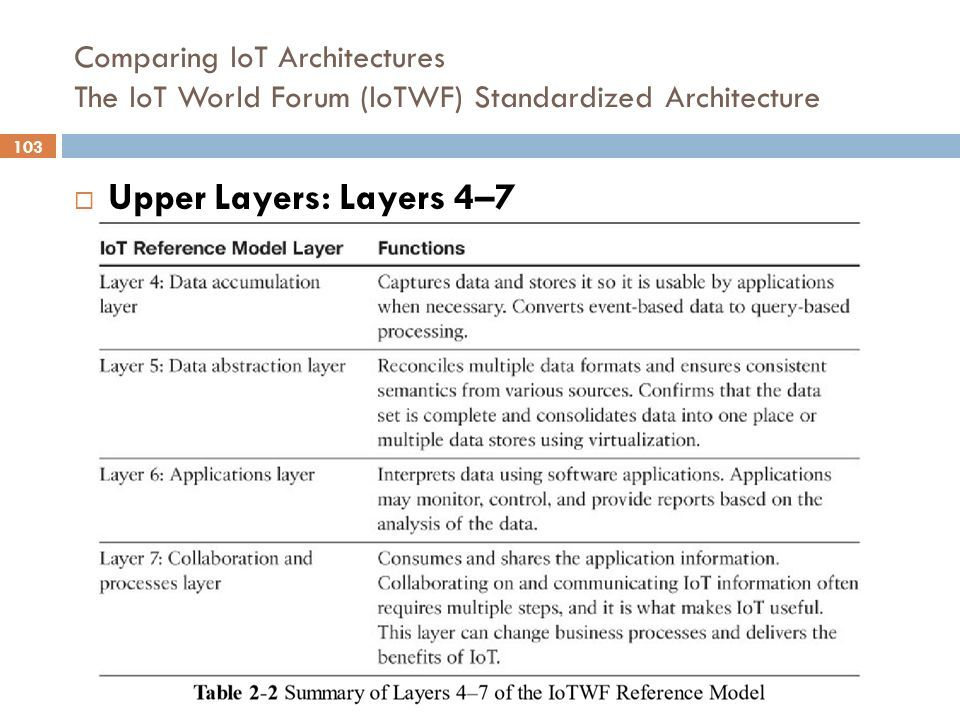 Comparing IoT Architectures
The IoT World Forum (IoTWF) Standardized Architecture
103
Upper Layers: Layers 4–7
IoT Reference Model Layer Functions
Layer 4: Data accumulation Captures data and stores it so it is usable by applications
layer when necessary. Converts event-based data to query-based
processing.
Layer 5: Data abstraction layer Reconciles multiple data formats and ensures consistent
semantics from various sources. Confirms that the data
set is complete and consolidates data into one place or
multiple data stores using virtualization.
Layer 6: Applications layer Interprets data using software applications. Applications
may monitor, control, and provide reports based on the
analysis of the data.
Layer 7: Collaboration and Consumes and shares the application information.
processes layer Collaborating on and communicating IoT information often
requires multiple steps, and it is what makes IoT useful.
This layer can change business processes and delivers the
benefits of IoT.
Table 2-2 Summary of Layers 4–7 of the IoTWF Reference Model